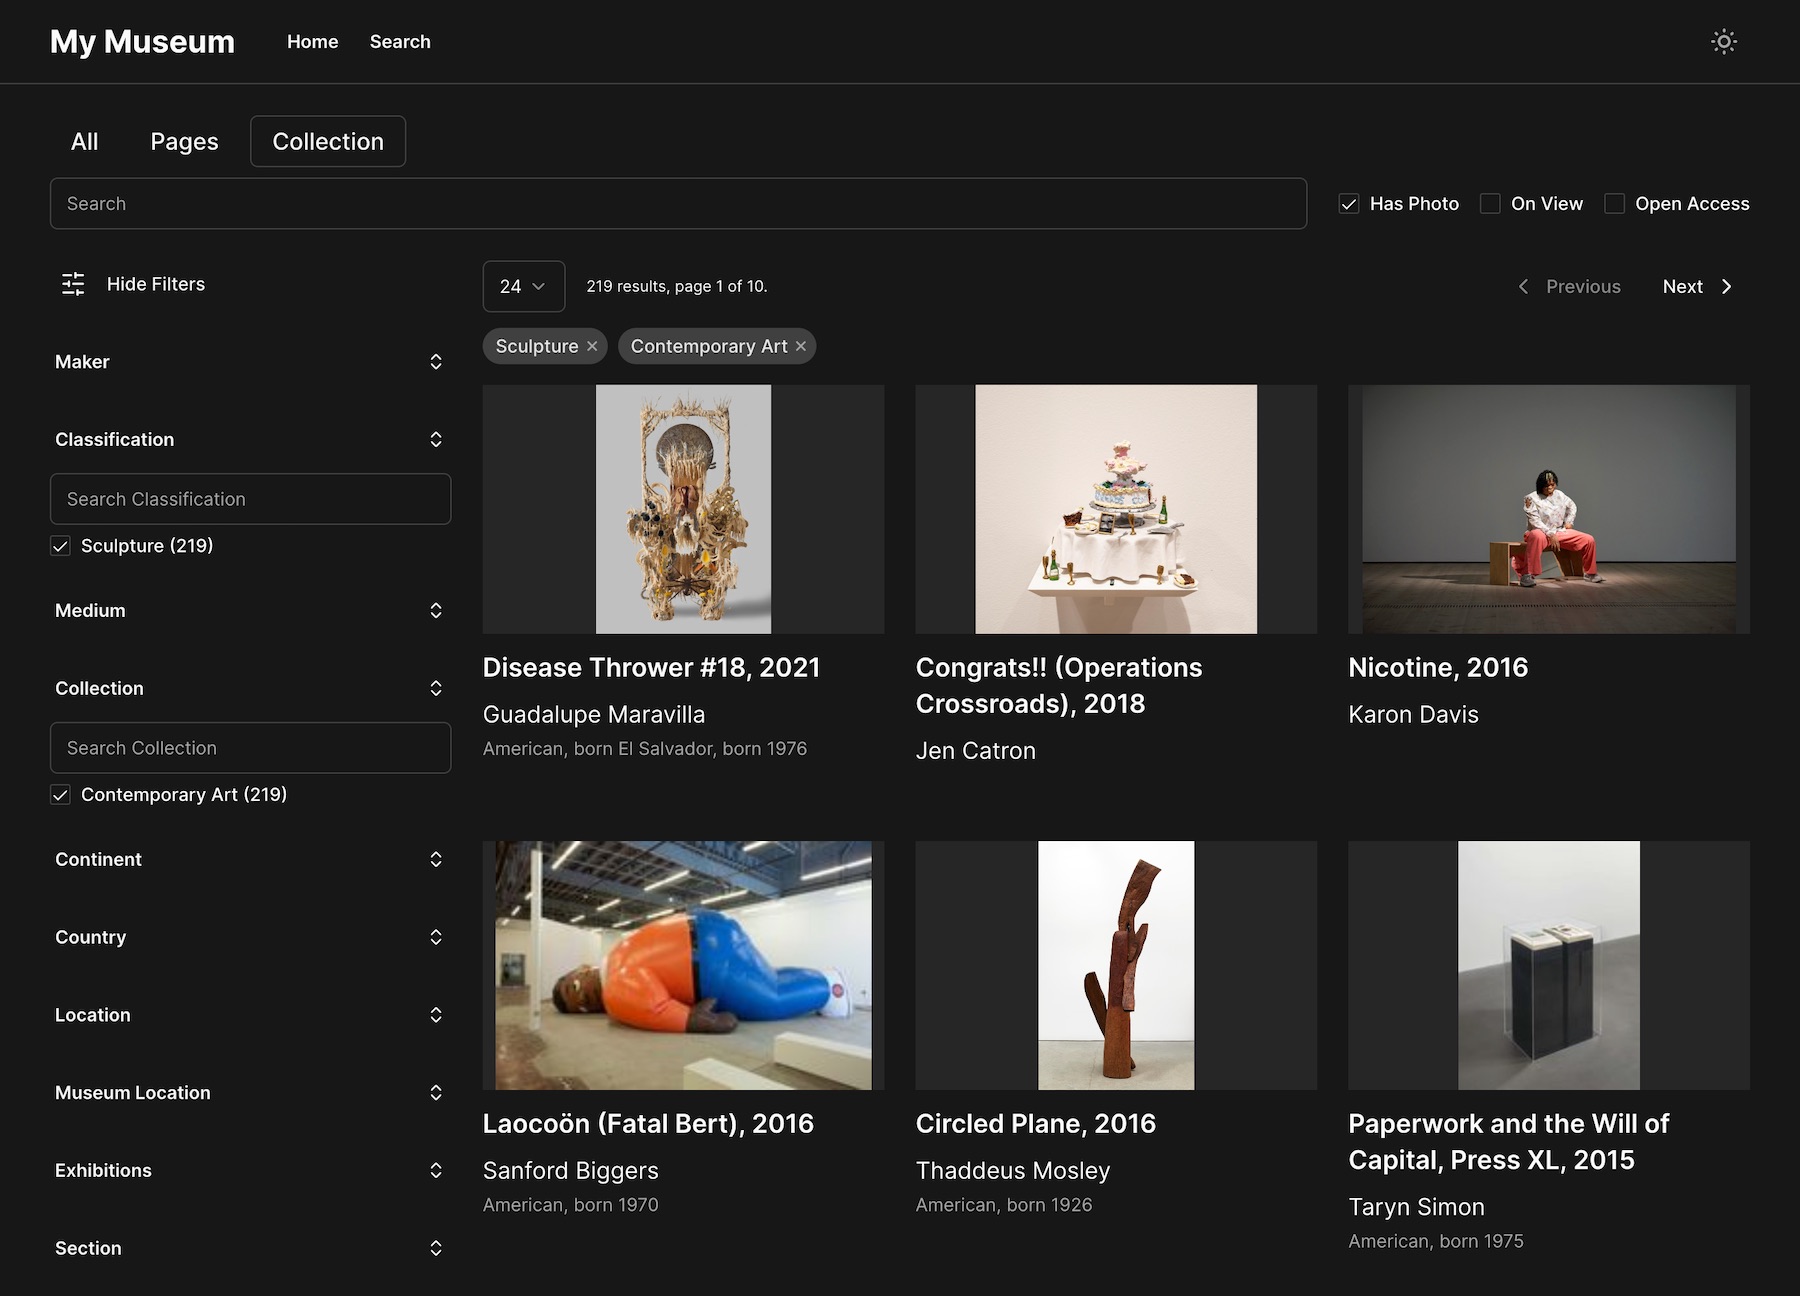 My Museum
Home
Search
All
Pages
Collection
Search
Has Photo
On View
Open Access
Hide Filters
24
219 results, page 1 of 10.
Previous
Next
Sculpture
Contemporary Art
Maker
Classification
Search Classification
Sculpture (219)
Medium
Collection
Search Collection
Contemporary Art (219)
Continent
Country
Location
Museum Location
Exhibitions
Section
Disease Thrower #18, 2021
Guadalupe Maravilla
American, born El Salvador, born 1976
Congrats!! (Operations
Crossroads), 2018
Jen Catron
Nicotine, 2016
Karon Davis
Laocoön (Fatal Bert), 2016
Sanford Biggers
American, born 1970
Circled Plane, 2016
Thaddeus Mosley
American, born 1926
Paperwork and the Will of
Capital, Press XL, 2015
Taryn Simon
American, born 1975